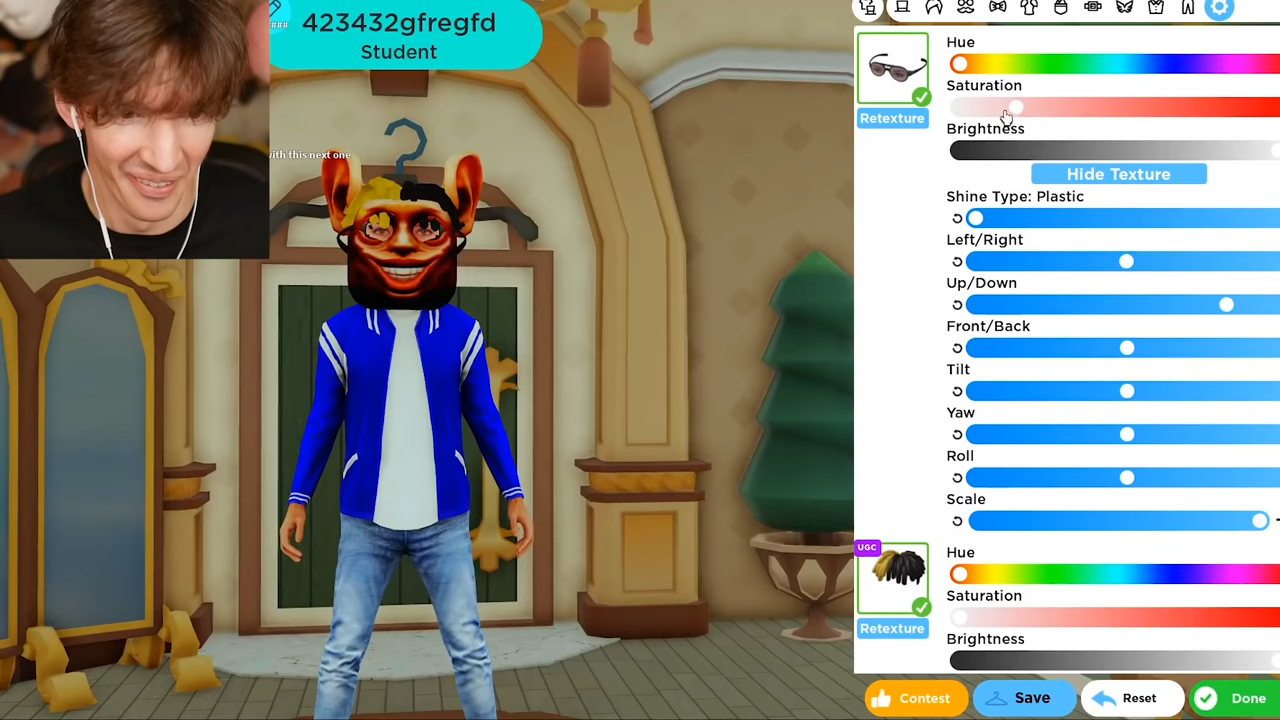 ####
423432gfregfd
Student
with this next one
Hue
Saturation
Retexture
Brightness
Hide Texture
Shine Type: Plastic
Left/Right
Up/Down
Front/Back
Tilt
Yaw
Roll
Scale
UGC
Hue
Saturation
Retexture
Brightness
Contest
Save
Reset
Done